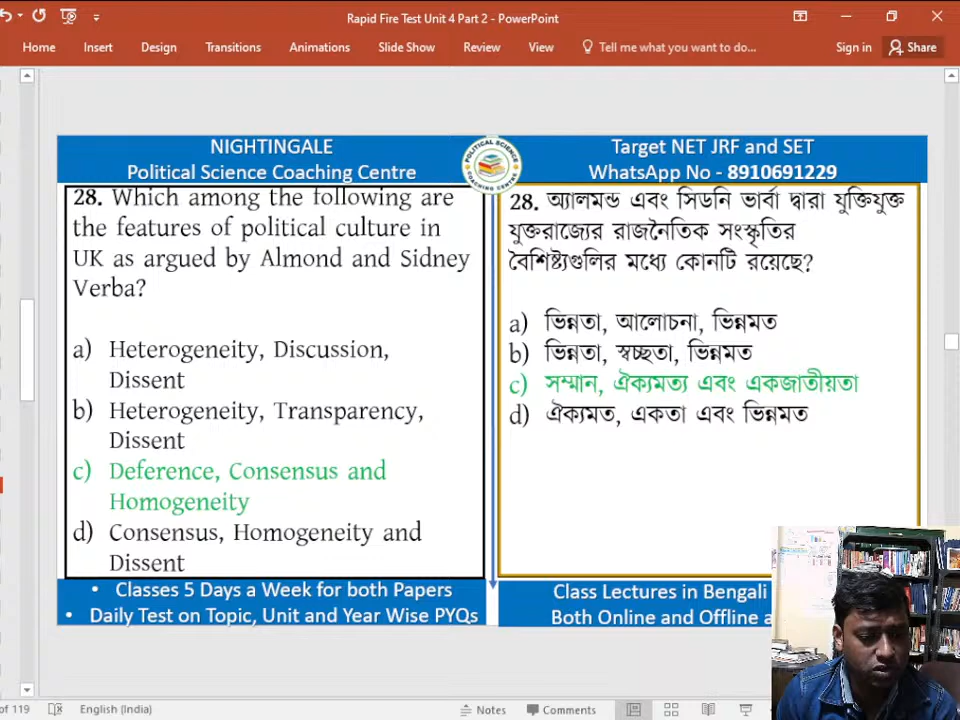 Rapid Fire Test Unit 4 Part 2 - PowerPoint
Home Insert Design Transitions Animations Slide Show Review View Tell me what you want to do... Sign in Share
NIGHTINGALE
Political Science Coaching Centre
POLITICAL SCIENCE
COACHING CENTRE
Target NET JRF and SET
WhatsApp No - 8910691229
28. Which among the following are
the features of political culture in
UK as argued by Almond and Sidney
Verba?
a) Heterogeneity, Discussion,
Dissent
b) Heterogeneity, Transparency,
Dissent
c) Deference, Consensus and
Homogeneity
d) Consensus, Homogeneity and
Dissent
28. অ্যালমন্ড এবং সিডনি ভার্বা দ্বারা যুক্তিযুক্ত
যুক্তরাজ্যের রাজনৈতিক সংস্কৃতির
বৈশিষ্ট্যগুলির মধ্যে কোনটি রয়েছে?
a) ভিন্নতা, আলোচনা, ভিন্নমত
b) ভিন্নতা, স্বচ্ছতা, ভিন্নমত
c) সম্মান, ঐক্যমত্য এবং একজাতীয়তা
d) ঐক্যমত, একতা এবং ভিন্নমত
• Classes 5 Days a Week for both Papers
• Daily Test on Topic, Unit and Year Wise PYQs
Class Lectures in Bengali
Both Online and Offline
of 119 English (India) Notes Comments